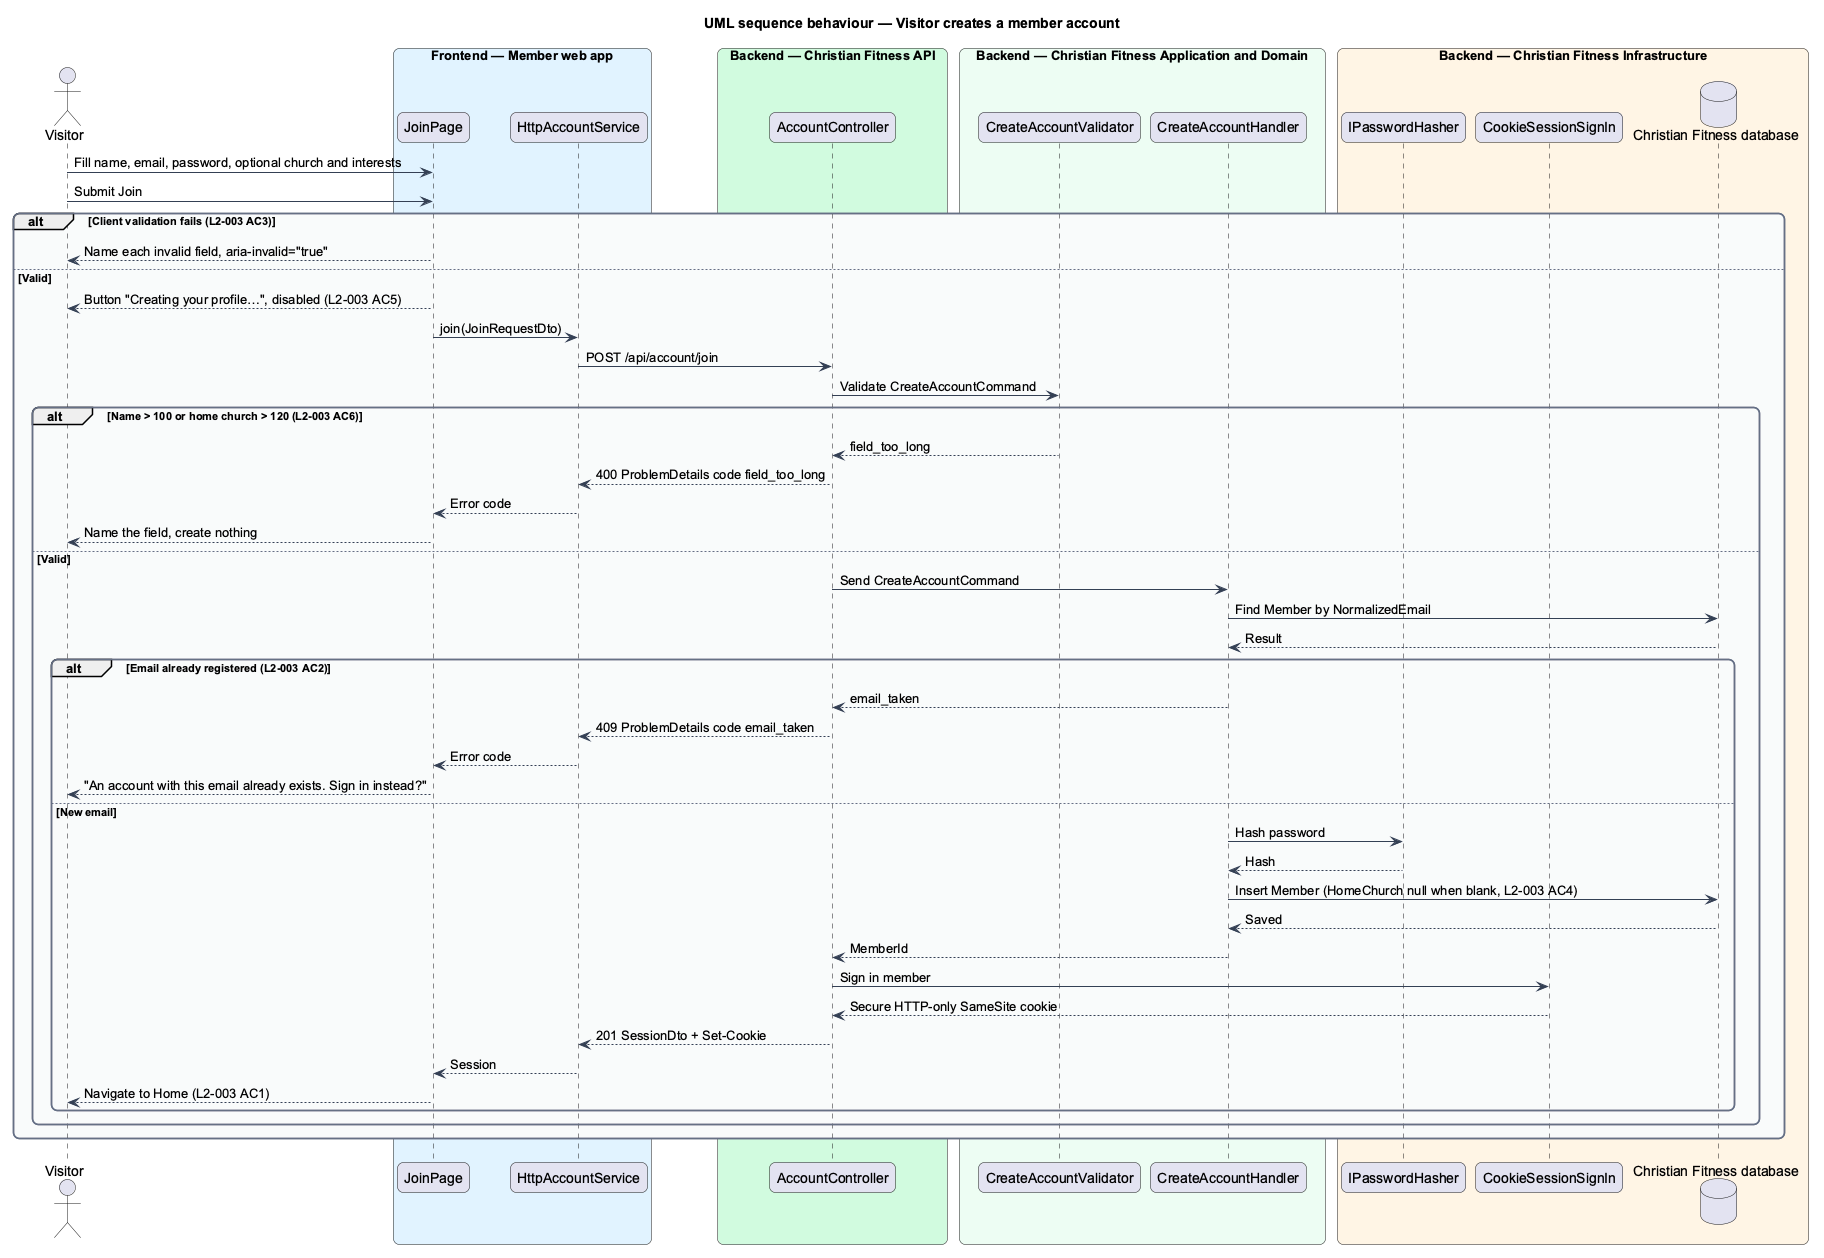 UML sequence behaviour — Visitor creates a member account
Frontend — Member web app
Backend — Christian Fitness API
Backend — Christian Fitness Application and Domain
Backend — Christian Fitness Infrastructure
Visitor
JoinPage
HttpAccountService
AccountController
CreateAccountValidator
CreateAccountHandler
IPasswordHasher
CookieSessionSignIn
Christian Fitness database
Fill name, email, password, optional church and interests
Submit Join
alt
[Client validation fails (L2-003 AC3)]
Name each invalid field, aria-invalid="true"
[Valid]
Button "Creating your profile…", disabled (L2-003 AC5)
join(JoinRequestDto)
POST /api/account/join
Validate CreateAccountCommand
alt
[Name > 100 or home church > 120 (L2-003 AC6)]
field_too_long
400 ProblemDetails code field_too_long
Error code
Name the field, create nothing
[Valid]
Send CreateAccountCommand
Find Member by NormalizedEmail
Result
alt
[Email already registered (L2-003 AC2)]
email_taken
409 ProblemDetails code email_taken
Error code
"An account with this email already exists. Sign in instead?"
[New email]
Hash password
Hash
Insert Member (HomeChurch null when blank, L2-003 AC4)
Saved
MemberId
Sign in member
Secure HTTP-only SameSite cookie
201 SessionDto + Set-Cookie
Session
Navigate to Home (L2-003 AC1)
Visitor
JoinPage
HttpAccountService
AccountController
CreateAccountValidator
CreateAccountHandler
IPasswordHasher
CookieSessionSignIn
Christian Fitness database